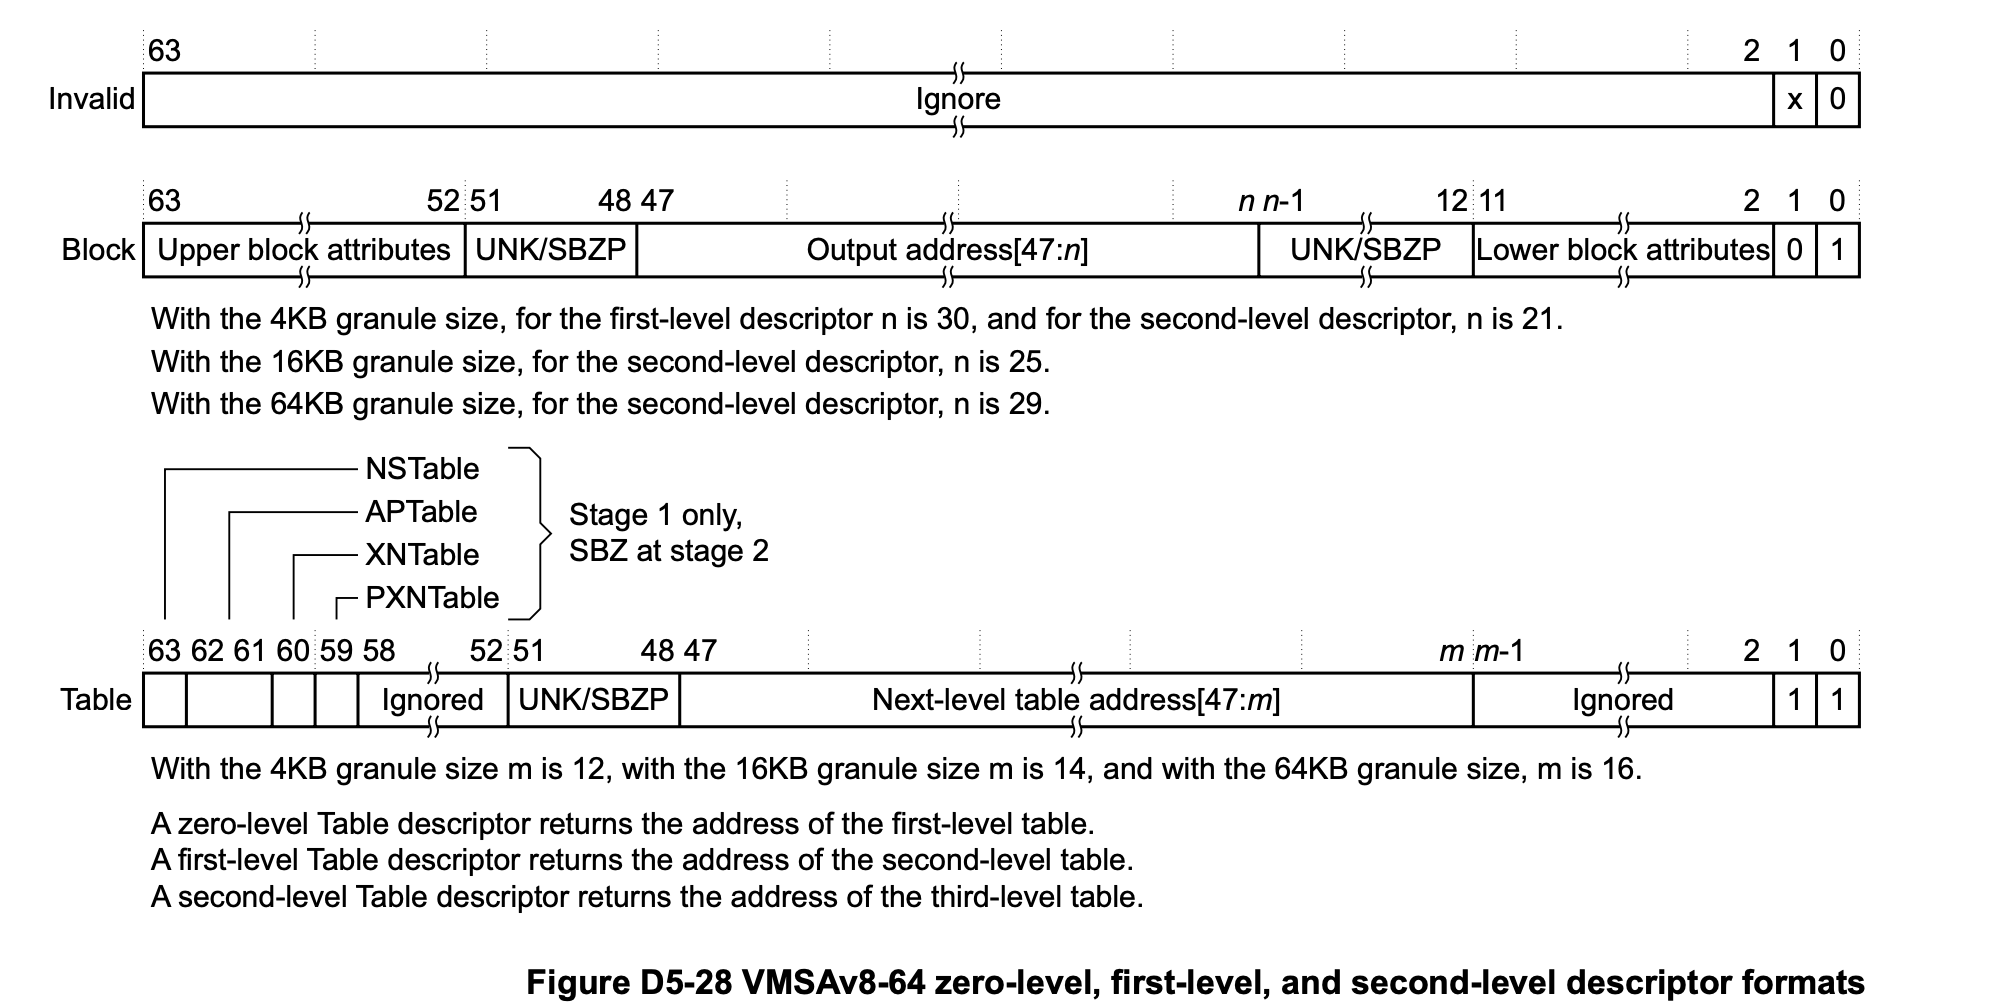 63 2 1 0
Invalid Ignore x 0
63 52 51 48 47 n n-1 12 11 2 1 0
Block Upper block attributes UNK/SBZP Output address[47:n] UNK/SBZP Lower block attributes 0 1
With the 4KB granule size, for the first-level descriptor n is 30, and for the second-level descriptor, n is 21.
With the 16KB granule size, for the second-level descriptor, n is 25.
With the 64KB granule size, for the second-level descriptor, n is 29.
NSTable
APTable
XNTable
PXNTable
Stage 1 only,
SBZ at stage 2
63 62 61 60 59 58 52 51 48 47 m m-1 2 1 0
Table Ignored UNK/SBZP Next-level table address[47:m] Ignored 1 1
With the 4KB granule size m is 12, with the 16KB granule size m is 14, and with the 64KB granule size, m is 16.
A zero-level Table descriptor returns the address of the first-level table.
A first-level Table descriptor returns the address of the second-level table.
A second-level Table descriptor returns the address of the third-level table.
Figure D5-28 VMSAv8-64 zero-level, first-level, and second-level descriptor formats